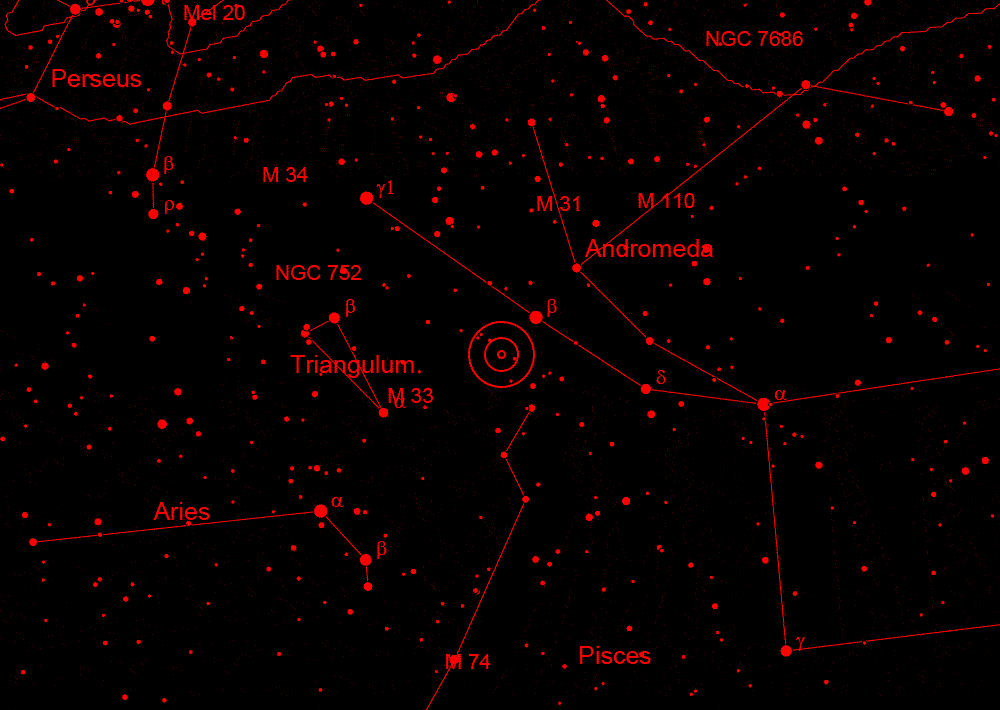 Mel 20
NGC 7686
Perseus
β
M 34
γ1
ρ
M 31
M 110
Andromeda
NGC 752
β
β
Triangulum
δ
M 33
α
α
α
Aries
β
γ
M 74
Pisces